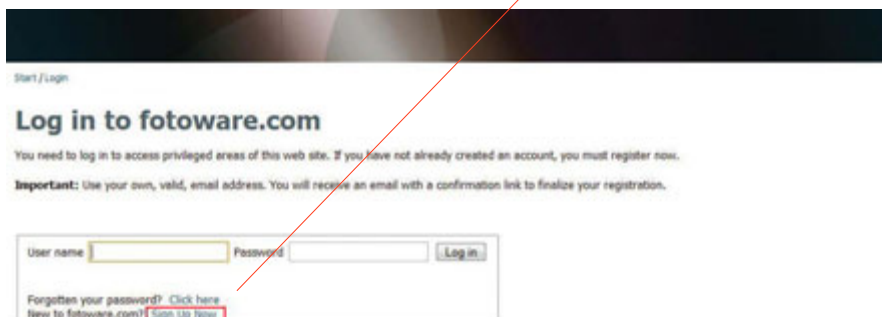 Start / Login
Log in to fotoware.com
You need to log in to access privileged areas of this web site. If you have not already created an account, you must register now.
Important: Use your own, valid, email address. You will receive an email with a confirmation link to finalize your registration.
User name Password Log in
Forgotten your password? Click here
New to fotoware.com? Sign Up Now